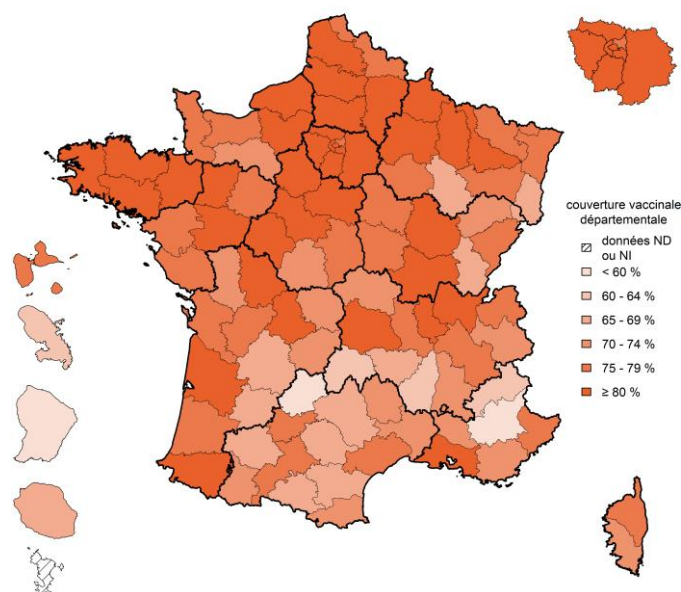 couverture vaccinale
départementale
données ND
ou NI
< 60 %
60 - 64 %
65 - 69 %
70 - 74 %
75 - 79 %
≥ 80 %